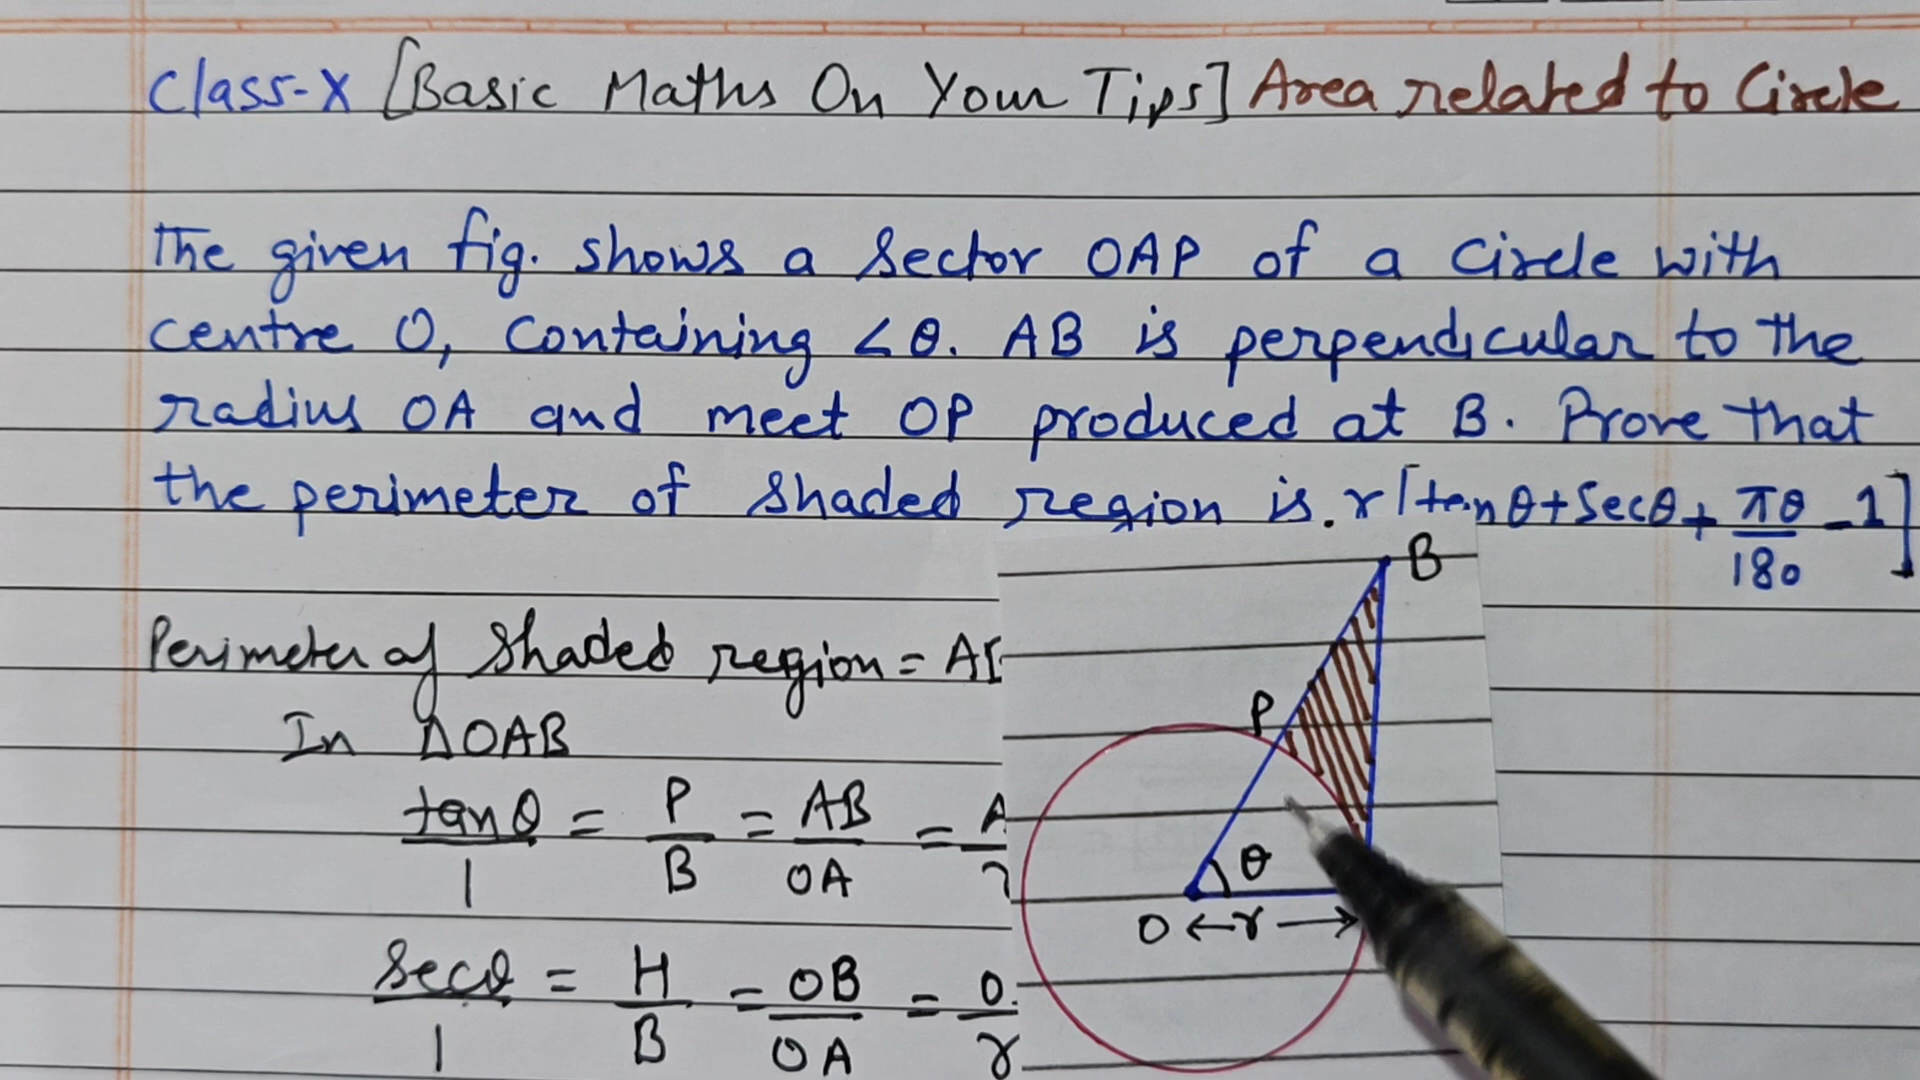 Class-X [Basic Maths On Your Tips] Area related to Circle
The given fig. shows a sector OAP of a circle with
centre O, containing ∠θ. AB is perpendicular to the
radius OA and meet OP produced at B. Prove that
the perimeter of shaded region is. r[tanθ+Secθ+ πθ/180 -1]
B
Perimeter of shaded region =
P
In ΔOAB
tanθ/1 = P/B = AB/OA =
θ
O ←r→
Secθ/1 = H/B = OB/OA =